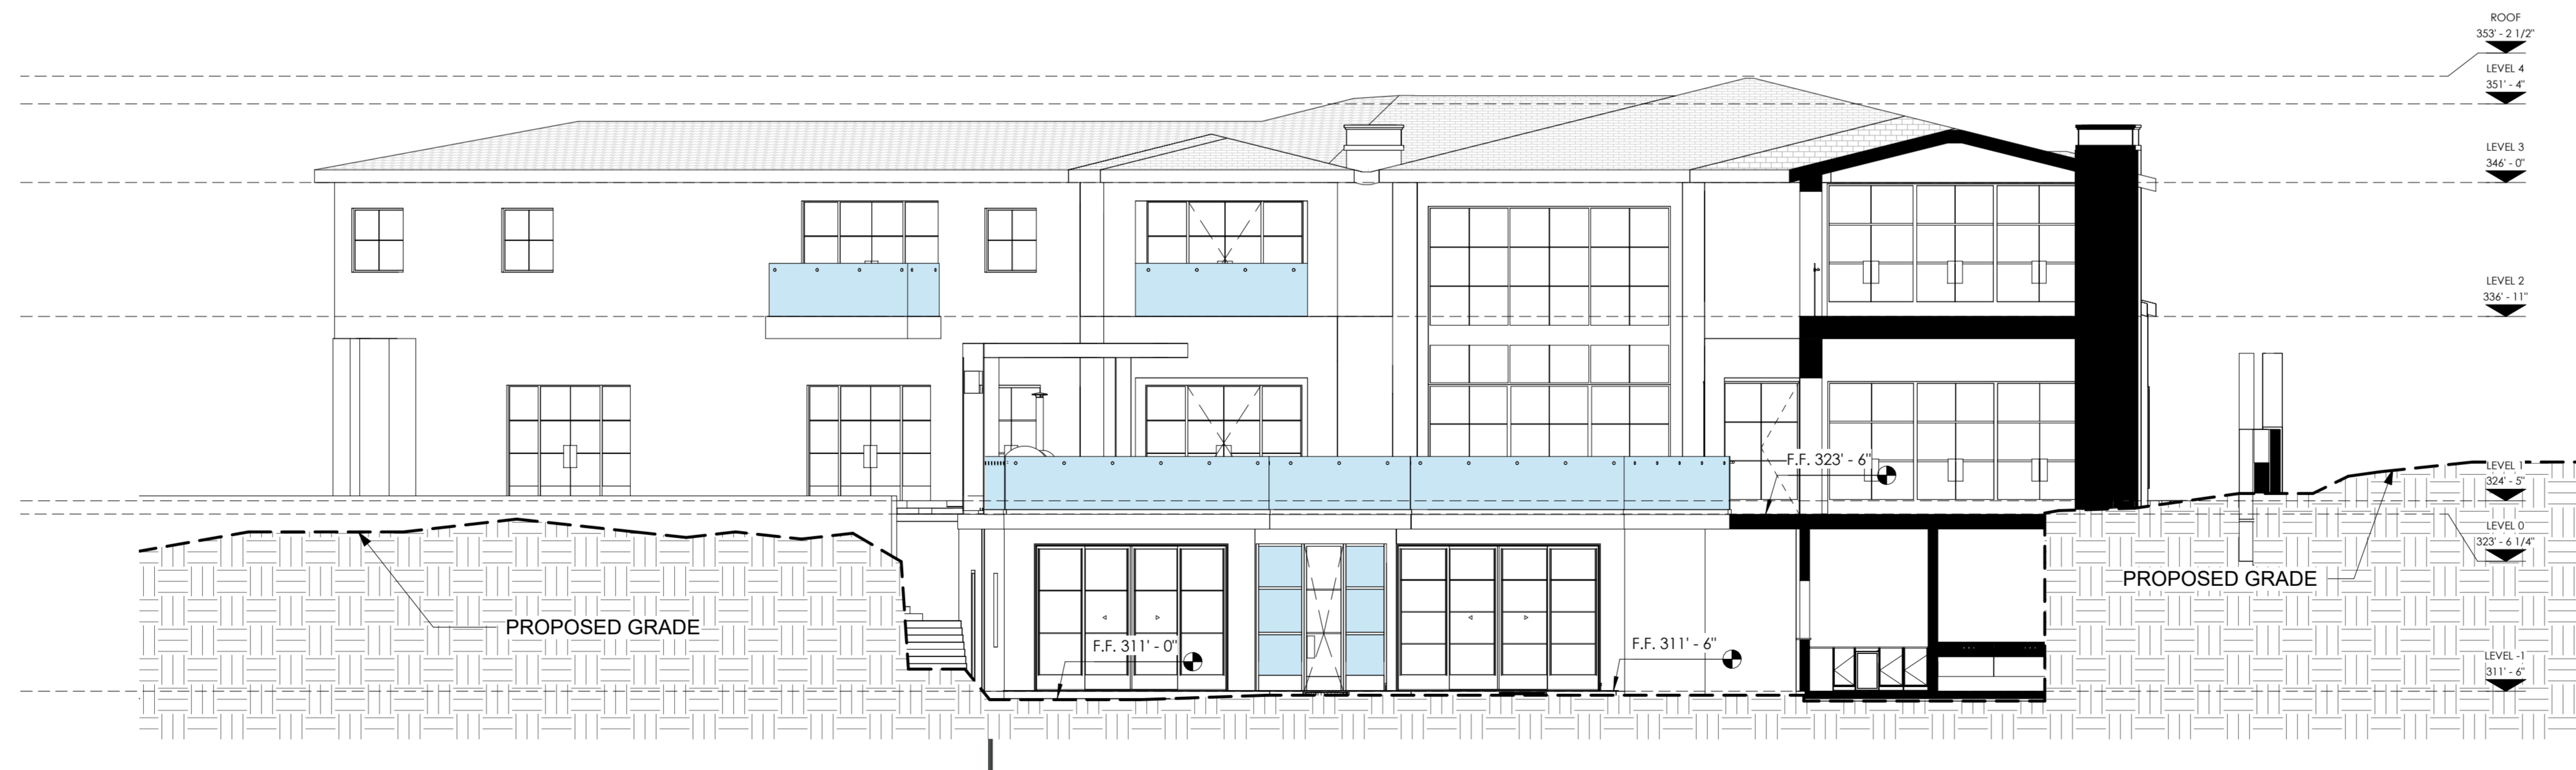 ROOF
353' - 2 1/2"
LEVEL 4
351' - 4"
LEVEL 3
346' - 0"
LEVEL 2
336' - 11"
F.F. 323' - 6"
LEVEL 1
324' - 5"
LEVEL 0
323' - 6 1/4"
PROPOSED GRADE
PROPOSED GRADE
F.F. 311' - 0"
F.F. 311' - 6"
LEVEL -1
311' - 6"